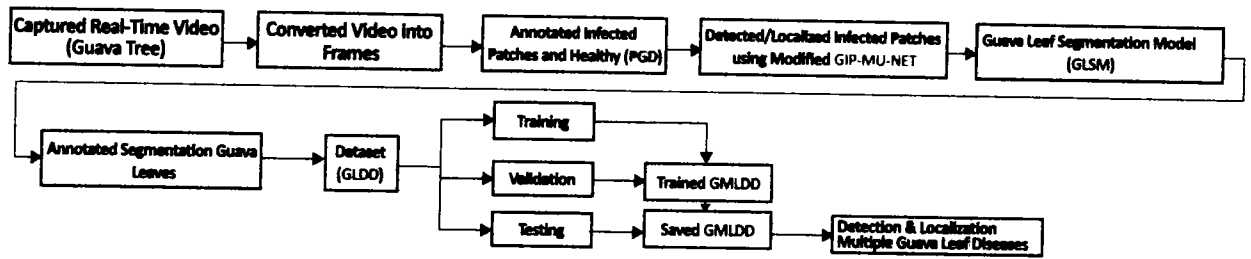 Captured Real-Time Video
(Guava Tree)
Converted Video into
Frames
Annotated Infected
Patches and Healthy (PGD)
Detected/Localized Infected Patches
using Modified GIP-MU-NET
Guava Leaf Segmentation Model
(GLSM)
Annotated Segmentation Guava
Leaves
Dataset
(GLDD)
Training
Validation
Testing
Trained GMLDD
Saved GMLDD
Detection & Localization
Multiple Guava Leaf Diseases